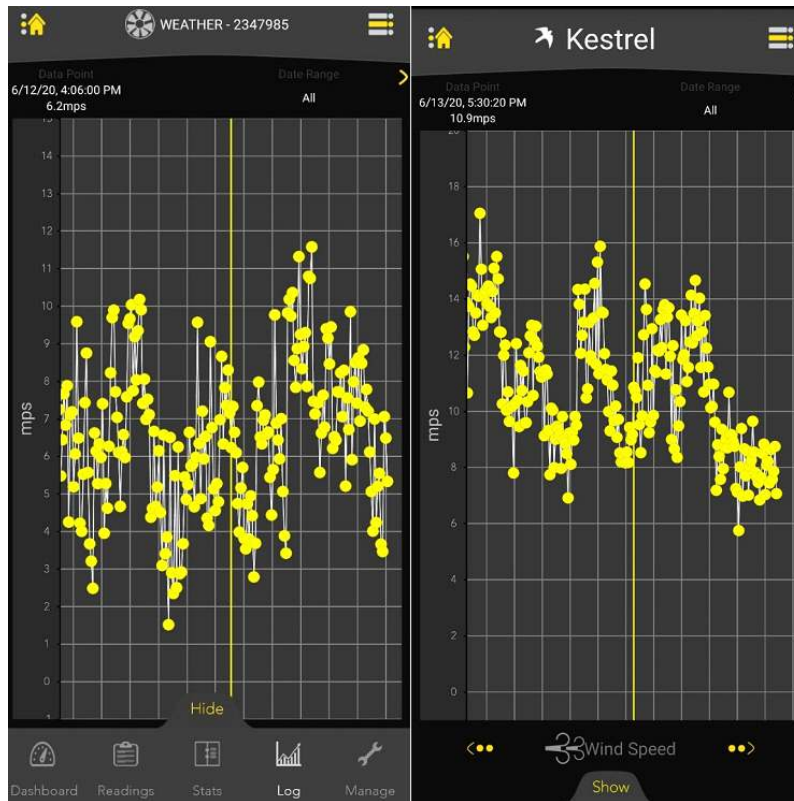 WEATHER - 2347985
Data Point
Date Range
6/12/20, 4:06:00 PM
6.2mps
All
15
14
13
12
11
10
9
8
7
6
5
4
3
2
1
0
1
mps
Hide
Dashboard
Readings
Stats
Log
Manage
Kestrel
Data Point
Date Range
6/13/20, 5:30:20 PM
10.9mps
All
20
18
16
14
12
10
8
6
4
2
0
mps
Wind Speed
Show